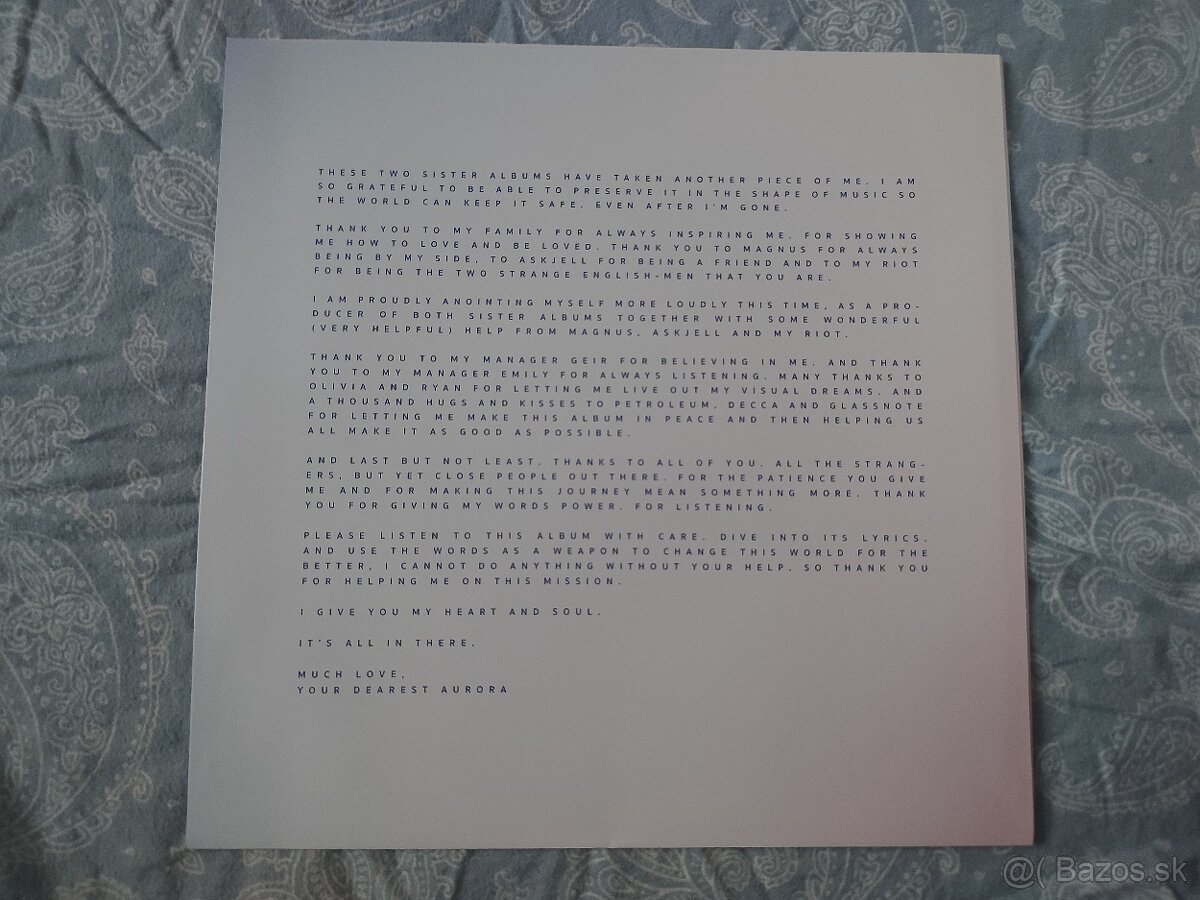 THESE TWO SISTER ALBUMS HAVE TAKEN ANOTHER PIECE OF ME. I AM
SO GRATEFUL TO BE ABLE TO PRESERVE IT IN THE SHAPE OF MUSIC SO
THE WORLD CAN KEEP IT SAFE. EVEN AFTER I'M GONE.
THANK YOU TO MY FAMILY FOR ALWAYS INSPIRING ME. FOR SHOWING
ME HOW TO LOVE AND BE LOVED. THANK YOU TO MAGNUS FOR ALWAYS
BEING BY MY SIDE, TO ASKJELL FOR BEING A FRIEND AND TO MY RIOT
FOR BEING THE TWO STRANGE ENGLISH-MEN THAT YOU ARE.
I AM PROUDLY ANOINTING MYSELF MORE LOUDLY THIS TIME, AS A PRO-
DUCER OF BOTH SISTER ALBUMS TOGETHER WITH SOME WONDERFUL
(VERY HELPFUL) HELP FROM MAGNUS, ASKJELL AND MY RIOT.
THANK YOU TO MY MANAGER GEIR FOR BELIEVING IN ME. AND THANK
YOU TO MY MANAGER EMILY FOR ALWAYS LISTENING. MANY THANKS TO
OLIVIA AND RYAN FOR LETTING ME LIVE OUT MY VISUAL DREAMS. AND
A THOUSAND HUGS AND KISSES TO PETROLEUM, DECCA AND GLASSNOTE
FOR LETTING ME MAKE THIS ALBUM IN PEACE AND THEN HELPING US
ALL MAKE IT AS GOOD AS POSSIBLE.
AND LAST BUT NOT LEAST. THANKS TO ALL OF YOU. ALL THE STRANG-
ERS, BUT YET CLOSE PEOPLE OUT THERE. FOR THE PATIENCE YOU GIVE
ME AND FOR MAKING THIS JOURNEY MEAN SOMETHING MORE. THANK
YOU FOR GIVING MY WORDS POWER. FOR LISTENING.
PLEASE LISTEN TO THIS ALBUM WITH CARE. DIVE INTO ITS LYRICS.
AND USE THE WORDS AS A WEAPON TO CHANGE THIS WORLD FOR THE
BETTER, I CANNOT DO ANYTHING WITHOUT YOUR HELP. SO THANK YOU
FOR HELPING ME ON THIS MISSION.
I GIVE YOU MY HEART AND SOUL.
IT'S ALL IN THERE.
MUCH LOVE,
YOUR DEAREST AURORA
@( Bazos.sk